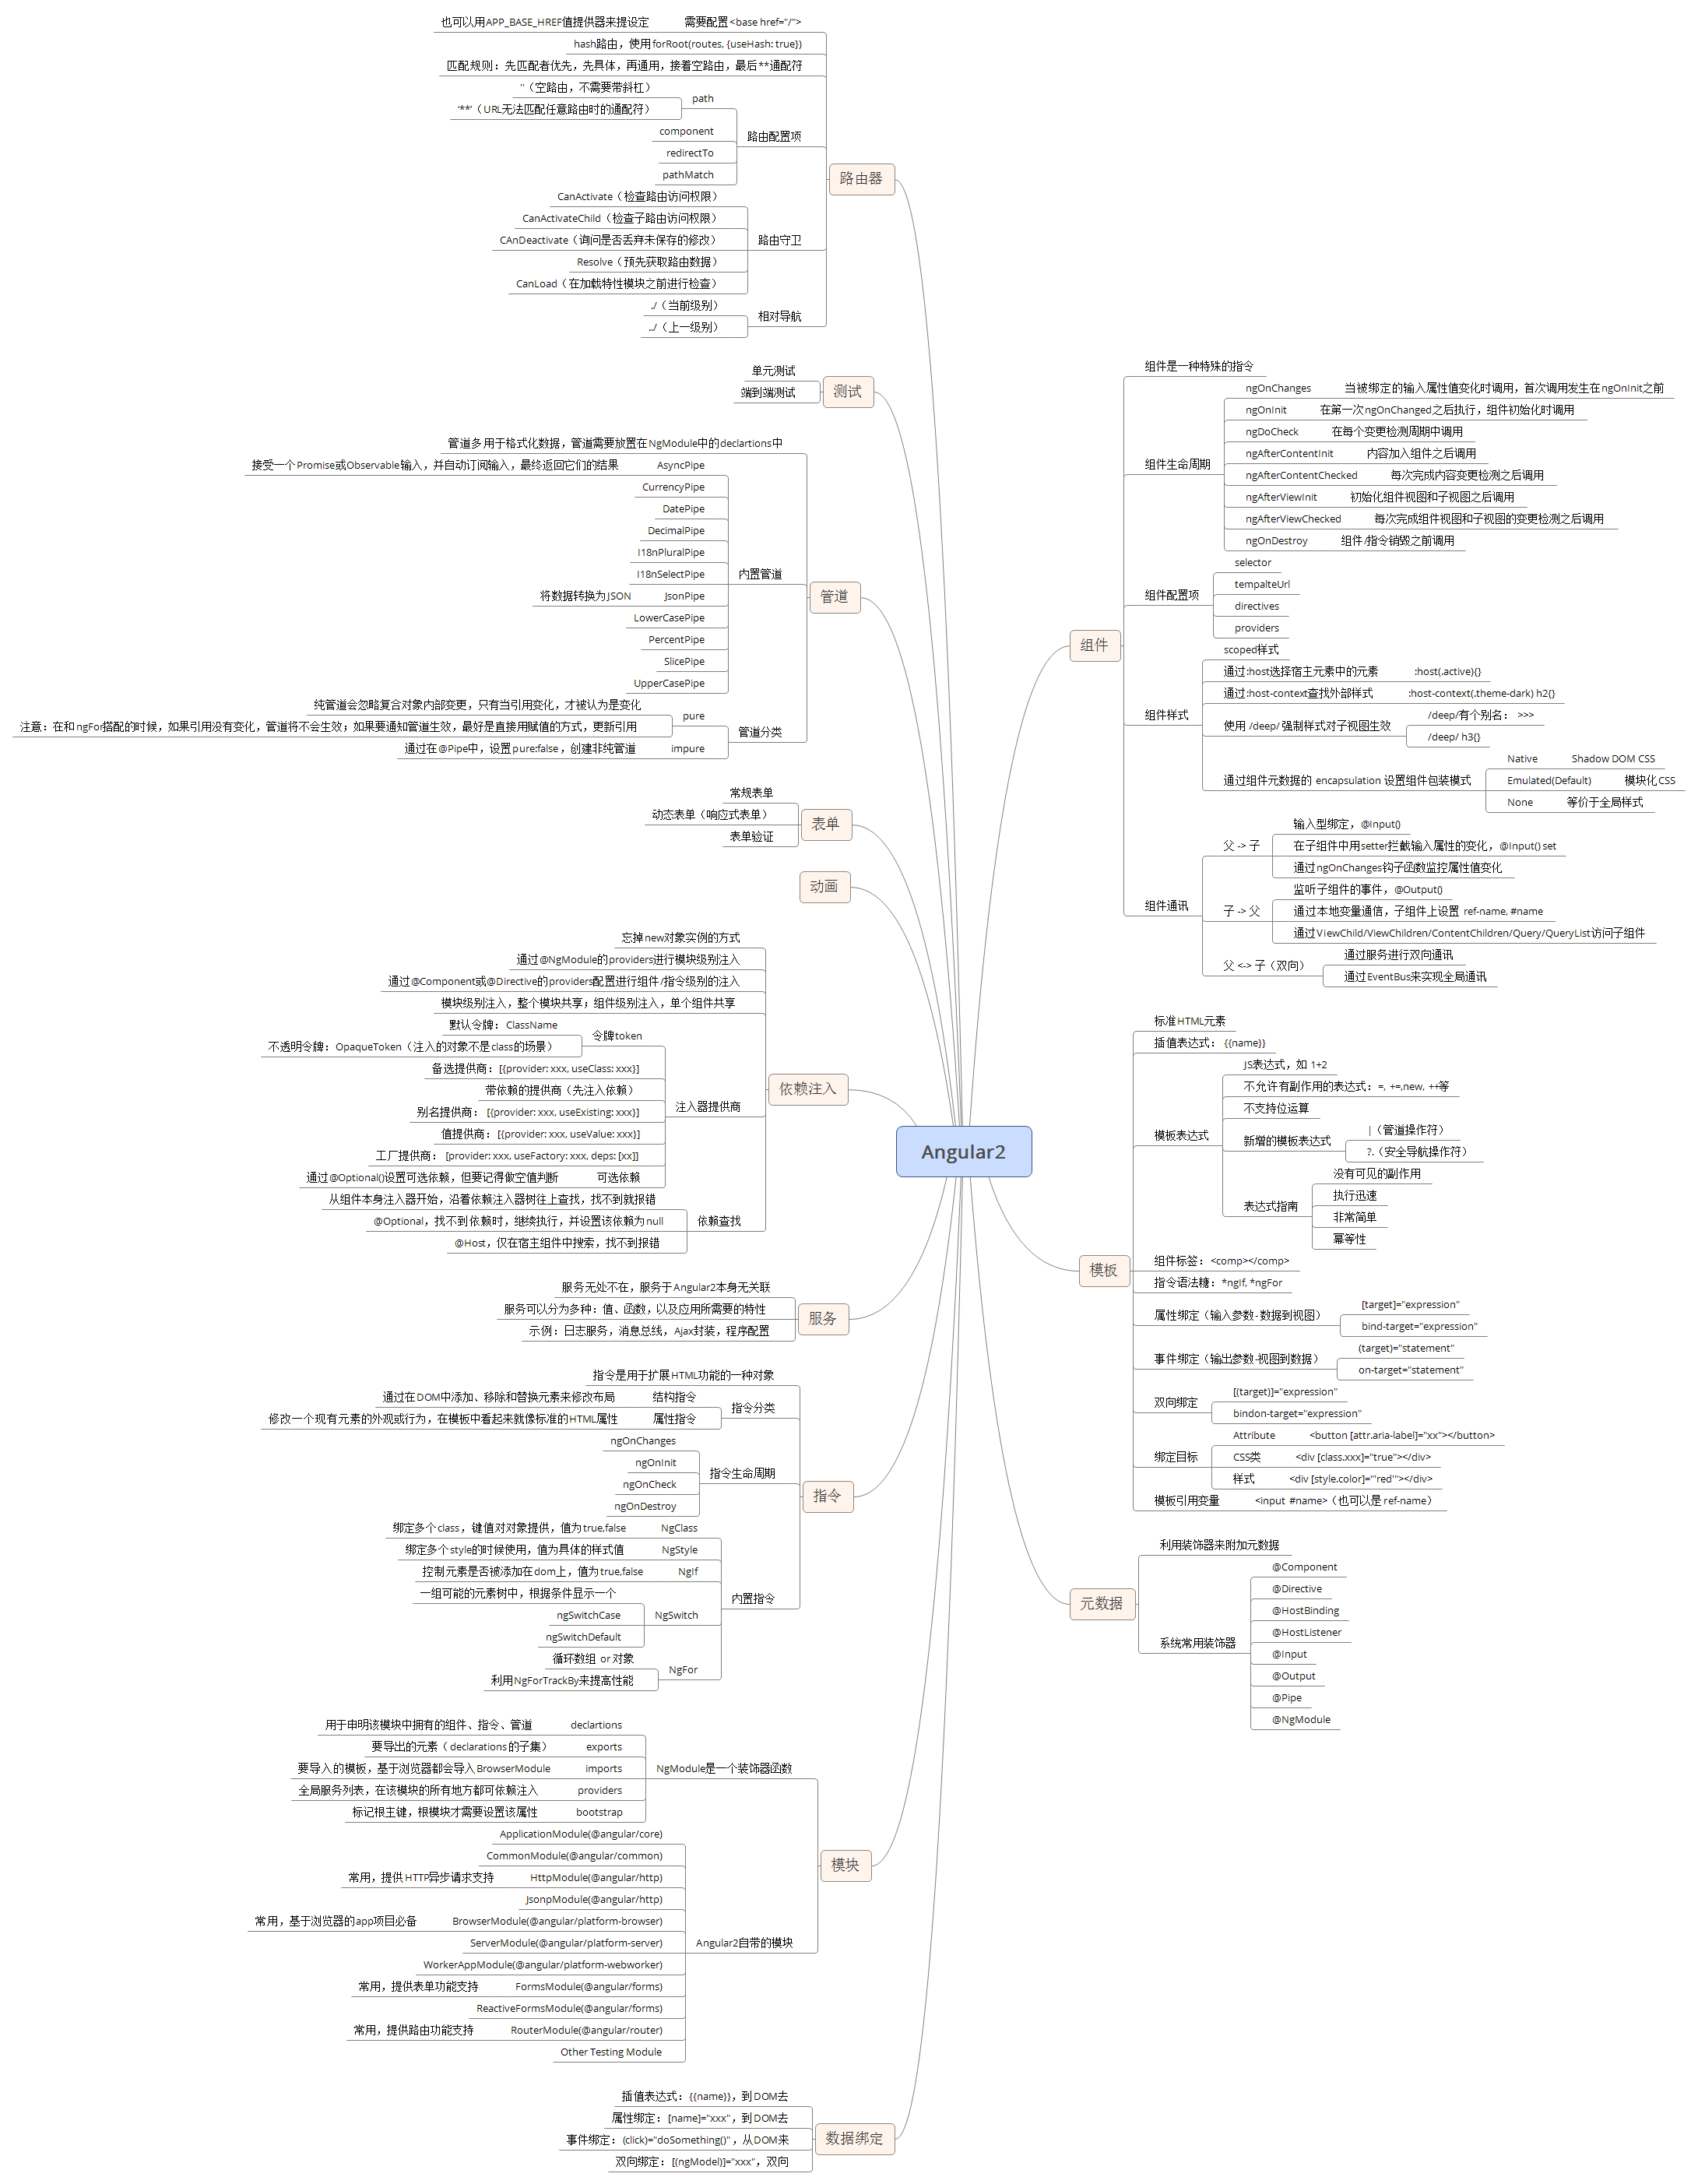 Angular2
路由器
需要配置<base href="/">
也可以用APP_BASE_HREF值提供器来提设定
hash路由，使用forRoot(routes, {useHash: true})
匹配规则：先匹配者优先，先具体，再通用，接着空路由，最后**通配符
路由配置项
path
''（空路由，不需要带斜杠）
'**'（URL无法匹配任意路由时的通配符）
component
redirectTo
pathMatch
路由守卫
CanActivate（检查路由访问权限）
CanActivateChild（检查子路由访问权限）
CAnDeactivate（询问是否丢弃未保存的修改）
Resolve（预先获取路由数据）
CanLoad（在加载特性模块之前进行检查）
相对导航
./（当前级别）
../（上一级别）
测试
单元测试
端到端测试
管道
管道多用于格式化数据，管道需要放置在NgModule中的declartions中
内置管道
AsyncPipe
接受一个Promise或Observable输入，并自动订阅输入，最终返回它们的结果
CurrencyPipe
DatePipe
DecimalPipe
I18nPluralPipe
I18nSelectPipe
JsonPipe
将数据转换为JSON
LowerCasePipe
PercentPipe
SlicePipe
UpperCasePipe
管道分类
pure
纯管道会忽略复合对象内部变更，只有当引用变化，才被认为是变化
注意：在和ngFor搭配的时候，如果引用没有变化，管道将不会生效；如果要通知管道生效，最好是直接用赋值的方式，更新引用
impure
通过在@Pipe中，设置pure:false，创建非纯管道
表单
常规表单
动态表单（响应式表单）
表单验证
动画
依赖注入
忘掉new对象实例的方式
通过@NgModule的providers进行模块级别注入
通过@Component或@Directive的providers配置进行组件/指令级别的注入
模块级别注入，整个模块共享；组件级别注入，单个组件共享
注入器提供商
令牌token
默认令牌：ClassName
不透明令牌：OpaqueToken（注入的对象不是class的场景）
备选提供商：[{provider: xxx, useClass: xxx}]
带依赖的提供商（先注入依赖）
别名提供商： [{provider: xxx, useExisting: xxx}]
值提供商：[{provider: xxx, useValue: xxx}]
工厂提供商： [provider: xxx, useFactory: xxx, deps: [xx]]
可选依赖
通过@Optional()设置可选依赖，但要记得做空值判断
依赖查找
从组件本身注入器开始，沿着依赖注入器树往上查找，找不到就报错
@Optional，找不到依赖时，继续执行，并设置该依赖为null
@Host，仅在宿主组件中搜索，找不到报错
服务
服务无处不在，服务于Angular2本身无关联
服务可以分为多种：值、函数，以及应用所需要的特性
示例：日志服务，消息总线，Ajax封装，程序配置
指令
指令是用于扩展HTML功能的一种对象
指令分类
结构指令
通过在DOM中添加、移除和替换元素来修改布局
属性指令
修改一个现有元素的外观或行为，在模板中看起来就像标准的HTML属性
指令生命周期
ngOnChanges
ngOnInit
ngOnCheck
ngOnDestroy
内置指令
NgClass
绑定多个class，键值对对象提供，值为true,false
NgStyle
绑定多个style的时候使用，值为具体的样式值
NgIf
控制元素是否被添加在dom上，值为true,false
NgSwitch
一组可能的元素树中，根据条件显示一个
ngSwitchCase
ngSwitchDefault
NgFor
循环数组 or 对象
利用NgForTrackBy来提高性能
模块
NgModule是一个装饰器函数
declartions
用于申明该模块中拥有的组件、指令、管道
exports
要导出的元素（declarations的子集）
imports
要导入的模板，基于浏览器都会导入BrowserModule
providers
全局服务列表，在该模块的所有地方都可依赖注入
bootstrap
标记根主键，根模块才需要设置该属性
Angular2自带的模块
ApplicationModule(@angular/core)
CommonModule(@angular/common)
HttpModule(@angular/http)
常用，提供HTTP异步请求支持
JsonpModule(@angular/http)
BrowserModule(@angular/platform-browser)
常用，基于浏览器的app项目必备
ServerModule(@angular/platform-server)
WorkerAppModule(@angular/platform-webworker)
FormsModule(@angular/forms)
常用，提供表单功能支持
ReactiveFormsModule(@angular/forms)
RouterModule(@angular/router)
常用，提供路由功能支持
Other Testing Module
数据绑定
插值表达式：{{name}}，到DOM去
属性绑定：[name]="xxx"，到DOM去
事件绑定：(click)="doSomething()"，从DOM来
双向绑定：[(ngModel)]="xxx"，双向
组件
组件是一种特殊的指令
组件生命周期
ngOnChanges
当被绑定的输入属性值变化时调用，首次调用发生在ngOnInit之前
ngOnInit
在第一次ngOnChanged之后执行，组件初始化时调用
ngDoCheck
在每个变更检测周期中调用
ngAfterContentInit
内容加入组件之后调用
ngAfterContentChecked
每次完成内容变更检测之后调用
ngAfterViewInit
初始化组件视图和子视图之后调用
ngAfterViewChecked
每次完成组件视图和子视图的变更检测之后调用
ngOnDestroy
组件/指令销毁之前调用
组件配置项
selector
tempalteUrl
directives
providers
组件样式
scoped样式
通过:host选择宿主元素中的元素
:host(.active){}
通过:host-context查找外部样式
:host-context(.theme-dark) h2{}
使用 /deep/ 强制样式对子视图生效
/deep/有个别名： >>>
/deep/ h3{}
通过组件元数据的 encapsulation 设置组件包装模式
Native
Shadow DOM CSS
Emulated(Default)
模块化CSS
None
等价于全局样式
组件通讯
父 -> 子
输入型绑定，@Input()
在子组件中用setter拦截输入属性的变化，@Input() set
通过ngOnChanges钩子函数监控属性值变化
子 -> 父
监听子组件的事件，@Output()
通过本地变量通信，子组件上设置 ref-name, #name
通过ViewChild/ViewChildren/ContentChildren/Query/QueryList访问子组件
父 <-> 子（双向）
通过服务进行双向通讯
通过EventBus来实现全局通讯
模板
标准HTML元素
插值表达式： {{name}}
模板表达式
JS表达式，如 1+2
不允许有副作用的表达式：=, +=,new, ++等
不支持位运算
新增的模板表达式
|（管道操作符）
?.（安全导航操作符）
表达式指南
没有可见的副作用
执行迅速
非常简单
幂等性
组件标签：<comp></comp>
指令语法糖：*ngIf, *ngFor
属性绑定（输入参数-数据到视图）
[target]="expression"
bind-target="expression"
事件绑定（输出参数-视图到数据）
(target)="statement"
on-target="statement"
双向绑定
[(target)]="expression"
bindon-target="expression"
绑定目标
Attribute
<button [attr.aria-label]="xx"></button>
CSS类
<div [class.xxx]="true"></div>
样式
<div [style.color]="'red'"></div>
模板引用变量
<input #name>（也可以是ref-name）
元数据
利用装饰器来附加元数据
系统常用装饰器
@Component
@Directive
@HostBinding
@HostListener
@Input
@Output
@Pipe
@NgModule